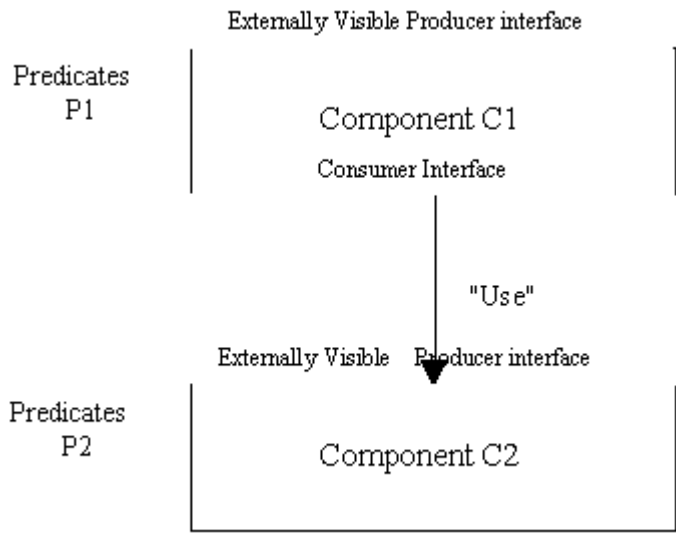 Externally Visible Producer interface
Predicates
P1
Component C1
Consumer Interface
"Use"
Externally Visible Producer interface
Predicates
P2
Component C2